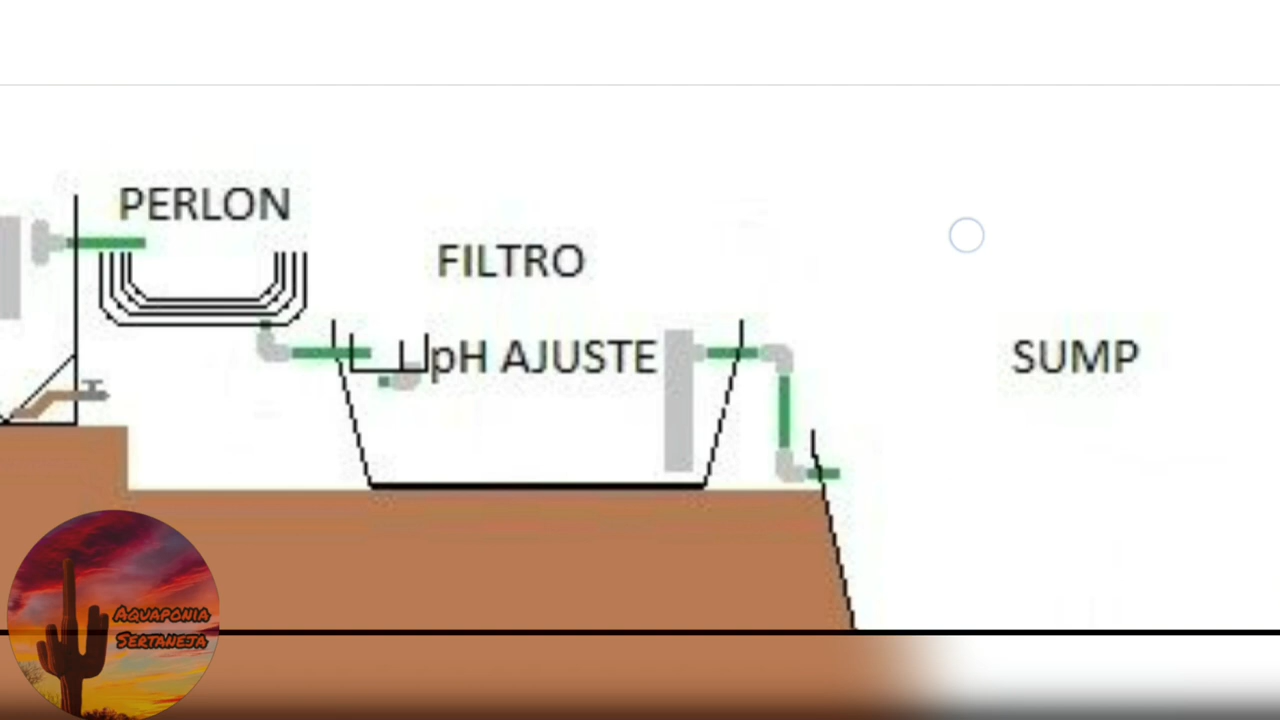 PERLON
FILTRO
pH AJUSTE
SUMP
AQUAPONIA
SERTANEJA